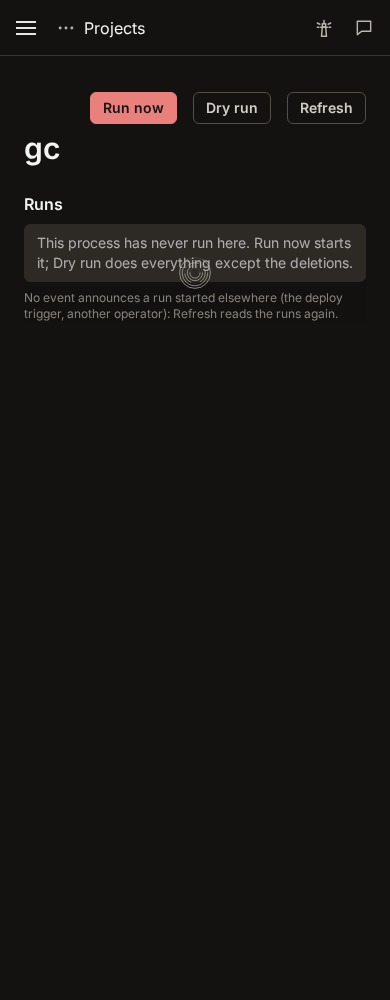 Projects
Run now
Dry run
Refresh
gc
Runs
This process has never run here. Run now starts
it; Dry run does everything except the deletions.
No event announces a run started elsewhere (the deploy
trigger, another operator): Refresh reads the runs again.